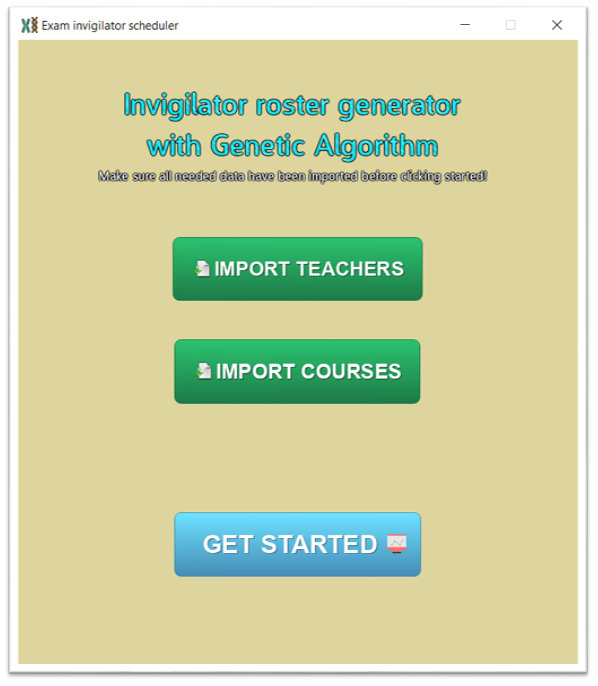 Exam invigilator scheduler
Invigilator roster generator
with Genetic Algorithm
Make sure all needed data have been imported before clicking started!
IMPORT TEACHERS
IMPORT COURSES
GET STARTED